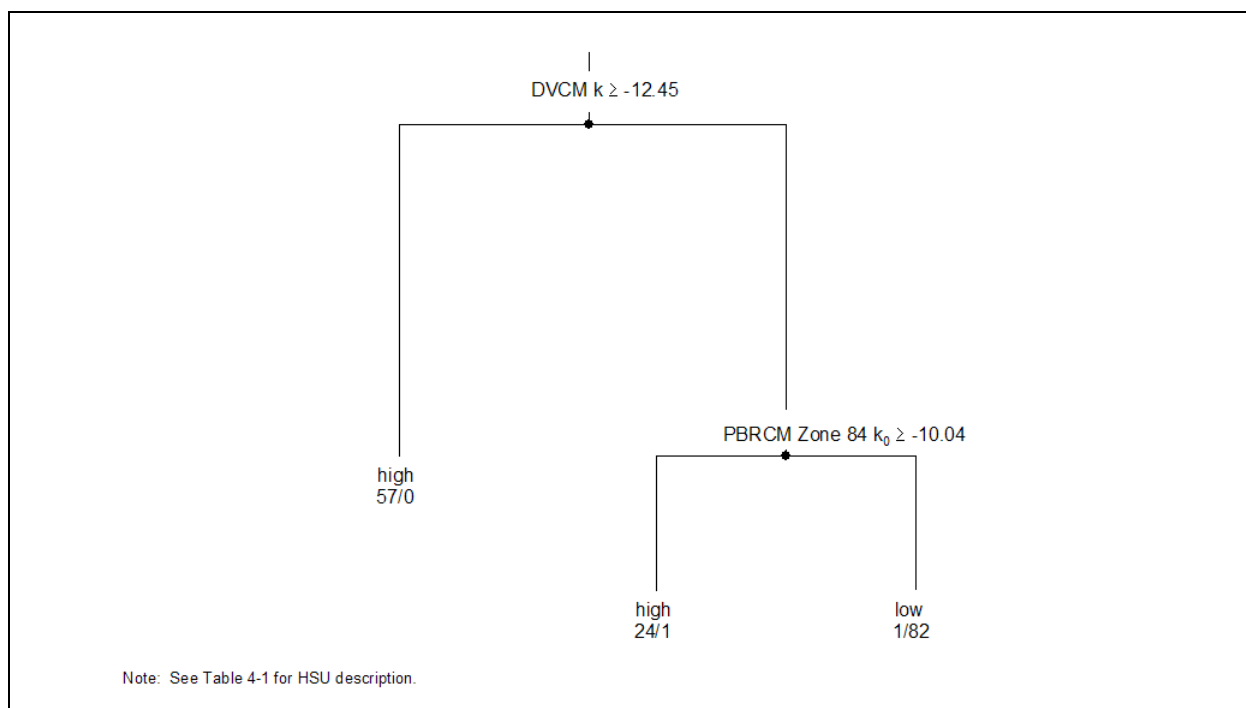 DVCM k ≥ -12.45
PBRCM Zone 84 k₀ ≥ -10.04
high
57/0
high
24/1
low
1/82
Note: See Table 4-1 for HSU description.